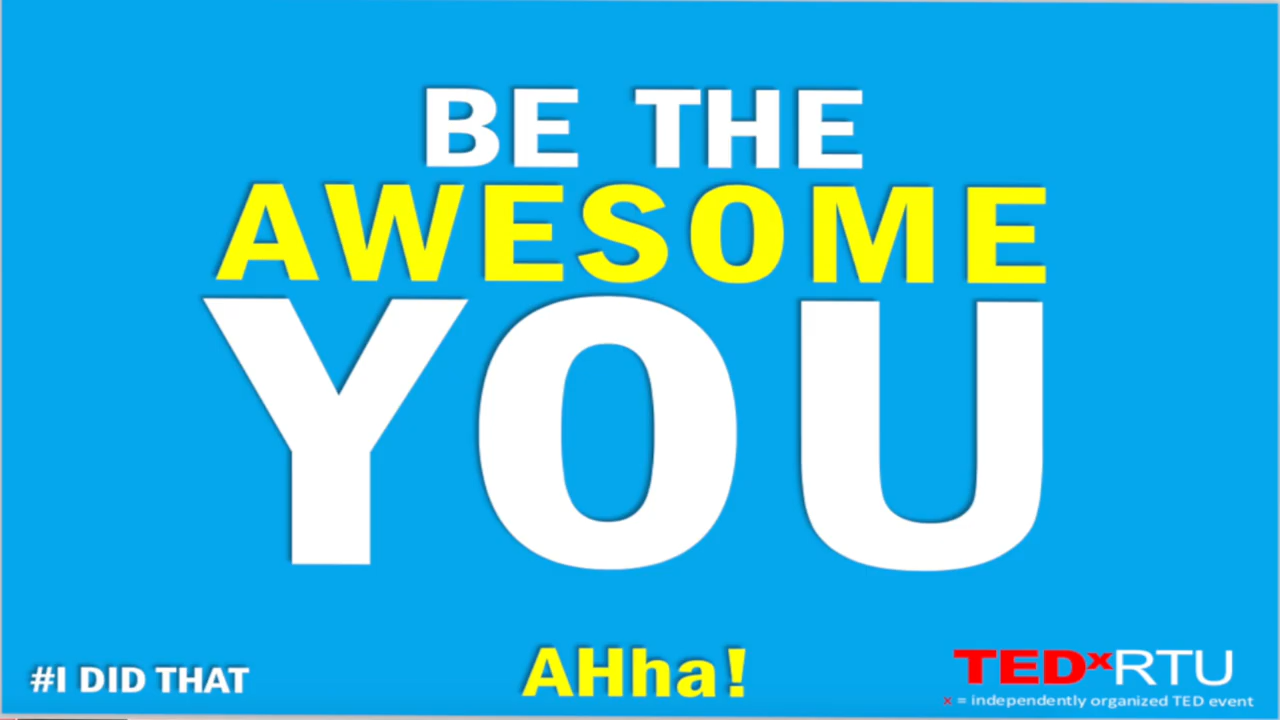 BE THE
AWESOME
YOU
#I DID THAT
AHha!
TEDxRTU
x = independently organized TED event